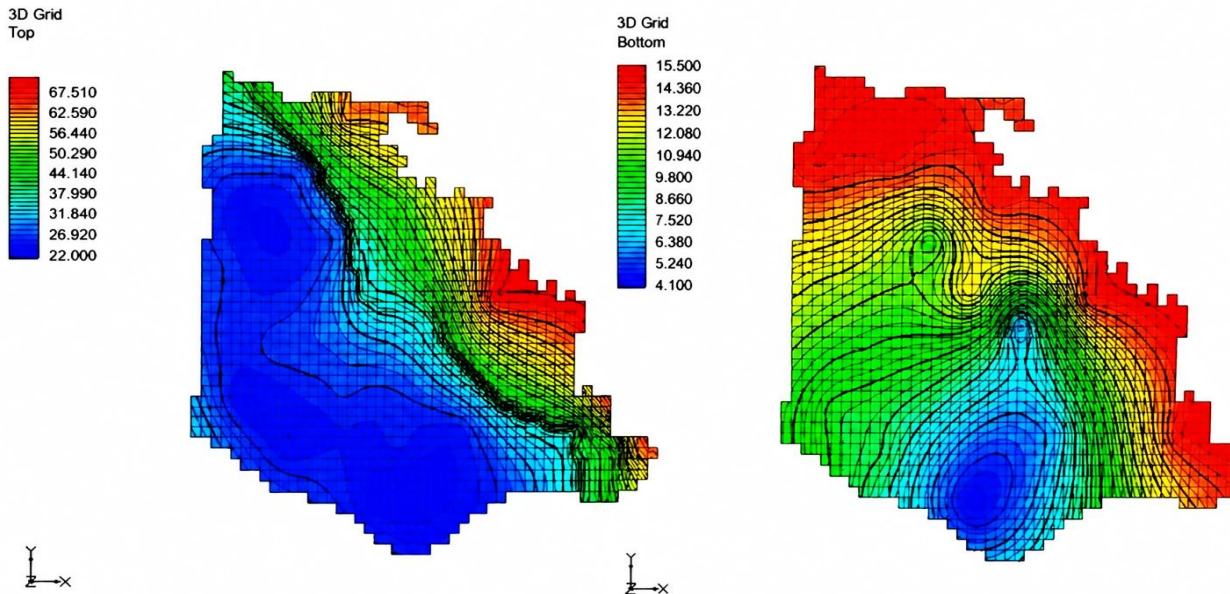 3D Grid
Top
67.510
62.590
56.440
50.290
44.140
37.990
31.840
26.920
22.000
Y
Z
X
3D Grid
Bottom
15.500
14.360
13.220
12.080
10.940
9.800
8.660
7.520
6.380
5.240
4.100
Y
Z
X